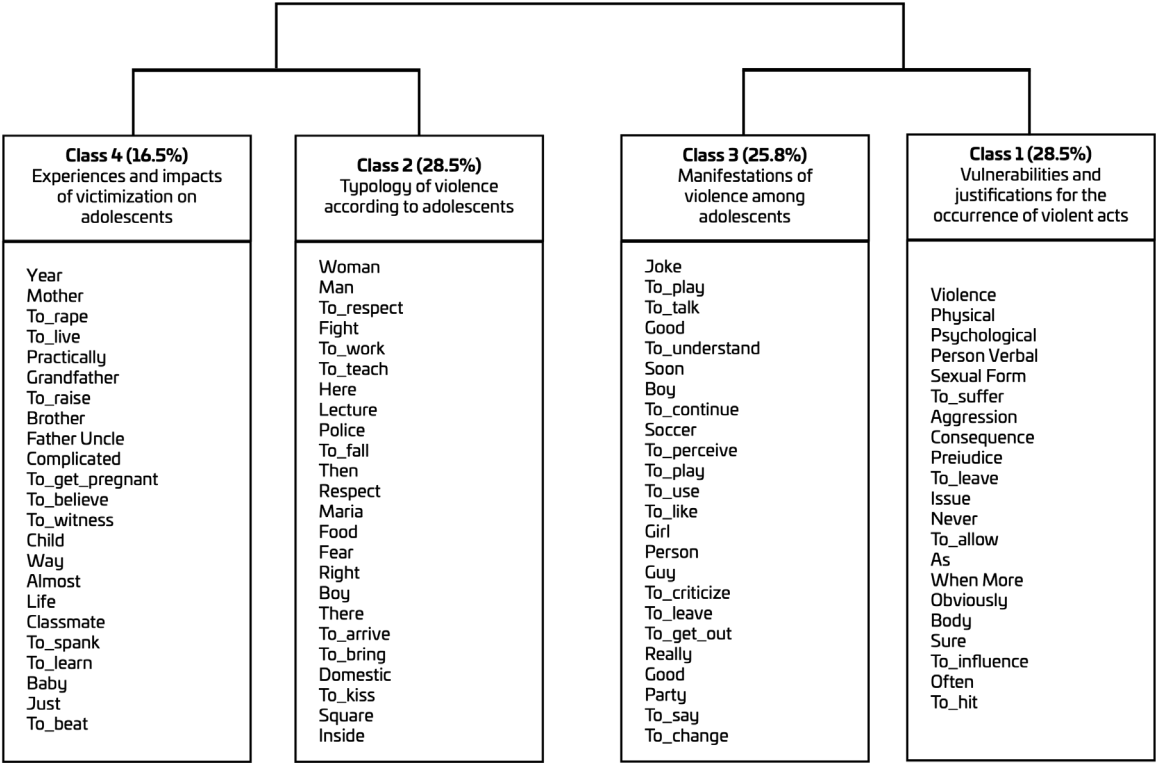 Class 4 (16.5%)
Experiences and impacts
of victimization on
adolescents
Year
Mother
To_rape
To_live
Practically
Grandfather
To_raise
Brother
Father Uncle
Complicated
To_get_pregnant
To_believe
To_witness
Child
Way
Almost
Life
Classmate
To_spank
To_learn
Baby
Just
To_beat
Class 2 (28.5%)
Typology of violence
according to adolescents
Woman
Man
To_respect
Fight
To_work
To_teach
Here
Lecture
Police
To_fall
Then
Respect
Maria
Food
Fear
Right
Boy
There
To_arrive
To_bring
Domestic
To_kiss
Square
Inside
Class 3 (25.8%)
Manifestations of
violence among
adolescents
Joke
To_play
To_talk
Good
To_understand
Soon
Boy
To_continue
Soccer
To_perceive
To_play
To_use
To_like
Girl
Person
Guy
To_criticize
To_leave
To_get_out
Really
Good
Party
To_say
To_change
Class 1 (28.5%)
Vulnerabilities and
justifications for the
occurrence of violent acts
Violence
Physical
Psychological
Person Verbal
Sexual Form
To_suffer
Aggression
Consequence
Prejudice
To_leave
Issue
Never
To_allow
As
When More
Obviously
Body
Sure
To_influence
Often
To_hit